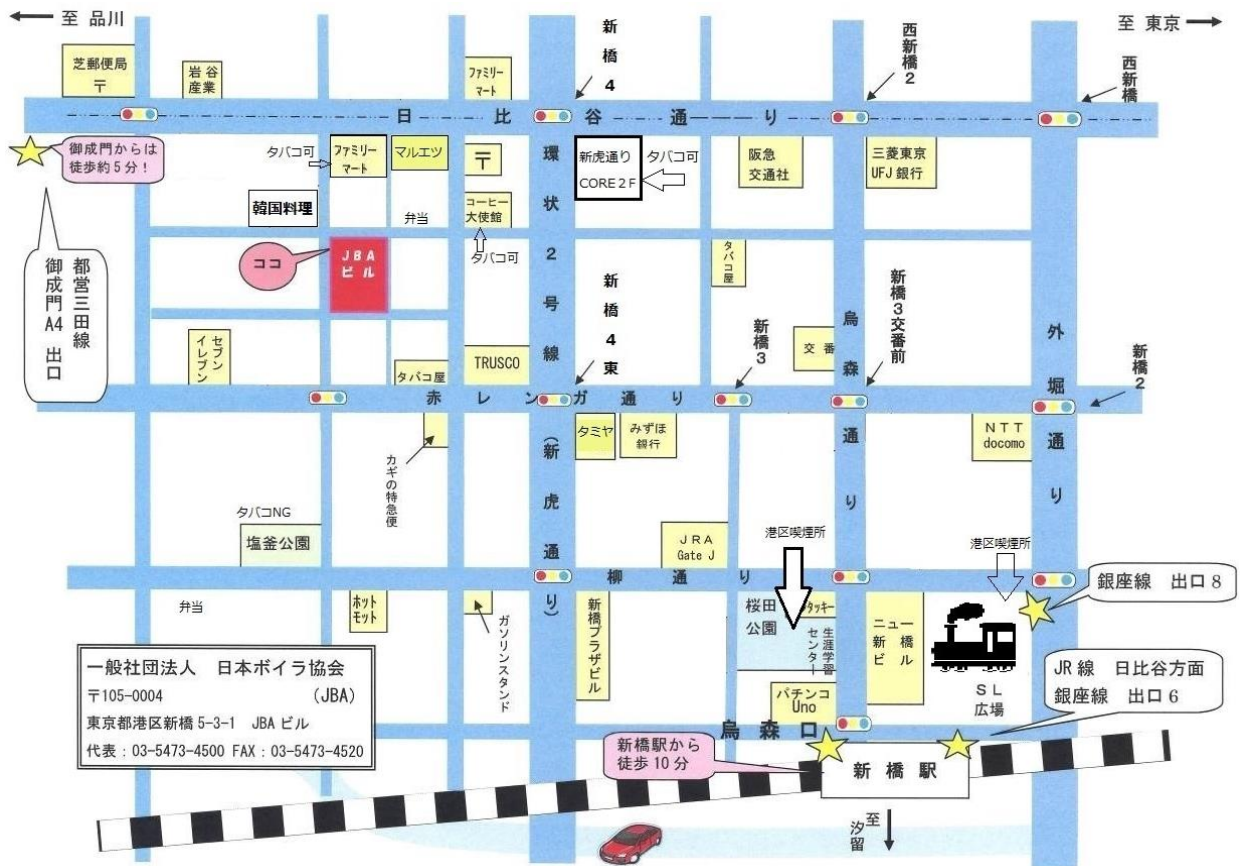 ← 至 品川
至 東京 →
芝郵便局
〒
岩谷
産業
ファミリー
マート
新橋4
西新橋2
西新橋
日比谷通り
御成門からは
徒歩約5分！
タバコ可
ファミリー
マート
マルエツ
〒
新虎通り
CORE 2F
タバコ可
阪急
交通社
三菱東京
UFJ 銀行
韓国料理
弁当
コーヒー
大使館
タバコ可
環状2号線
(新虎通り)
ココ
JBA
ビル
タバコ屋
都営三田線
御成門 A4 出口
新橋4東
新橋3
新橋3交番前
烏森通り
外堀通り
新橋2
セブン
イレブン
タバコ屋
TRUSCO
交番
赤レンガ通り
タミヤ
みずほ
銀行
NTT
docomo
カギの特急便
タバコNG
塩釜公園
JRA
Gate J
港区喫煙所
港区喫煙所
柳通り
銀座線 出口8
弁当
ホット
モット
ガソリンスタンド
新橋プラザビル
桜田
公園
タッキー
生涯学習
センター
ニュー
新橋
ビル
SL
広場
JR線 日比谷方面
銀座線 出口6
パチンコ
Uno
烏森口
新橋駅から
徒歩10分
新橋駅
至
汐留
一般社団法人 日本ボイラ協会
〒105-0004 (JBA)
東京都港区新橋 5-3-1 JBA ビル
代表：03-5473-4500 FAX：03-5473-4520